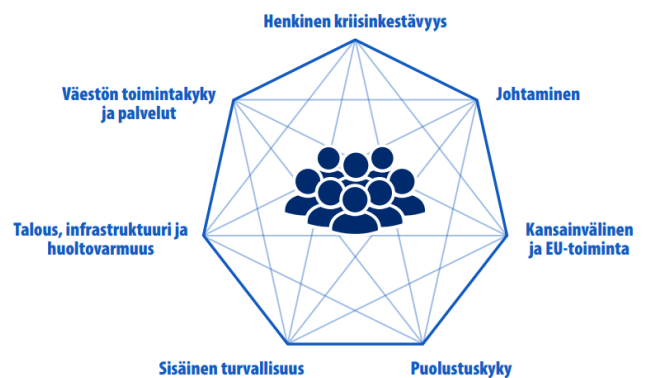 Henkinen kriisinkestävyys
Väestön toimintakyky
ja palvelut
Johtaminen
Talous, infrastruktuuri ja
huoltovarmuus
Kansainvälinen
ja EU-toiminta
Sisäinen turvallisuus
Puolustuskyky